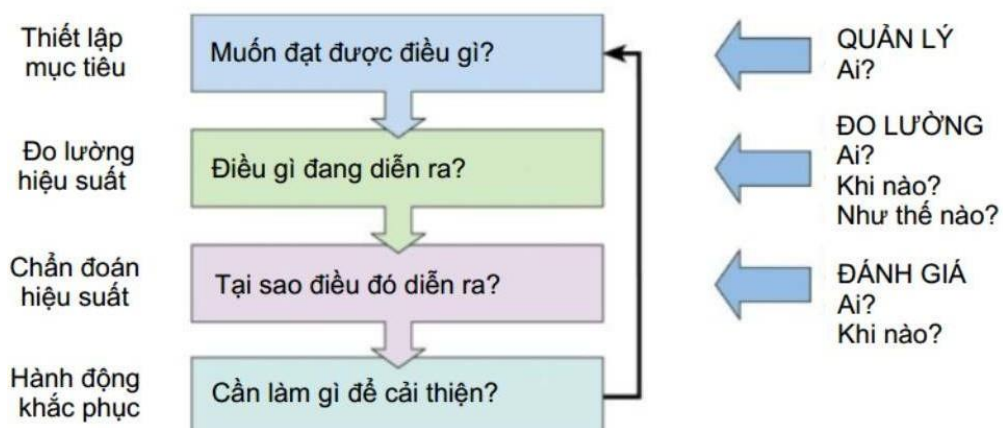 Thiết lập
mục tiêu
Muốn đạt được điều gì?
QUẢN LÝ
Ai?
Đo lường
hiệu suất
Điều gì đang diễn ra?
ĐO LƯỜNG
Ai?
Khi nào?
Như thế nào?
Chẩn đoán
hiệu suất
Tại sao điều đó diễn ra?
ĐÁNH GIÁ
Ai?
Khi nào?
Hành động
khắc phục
Cần làm gì để cải thiện?